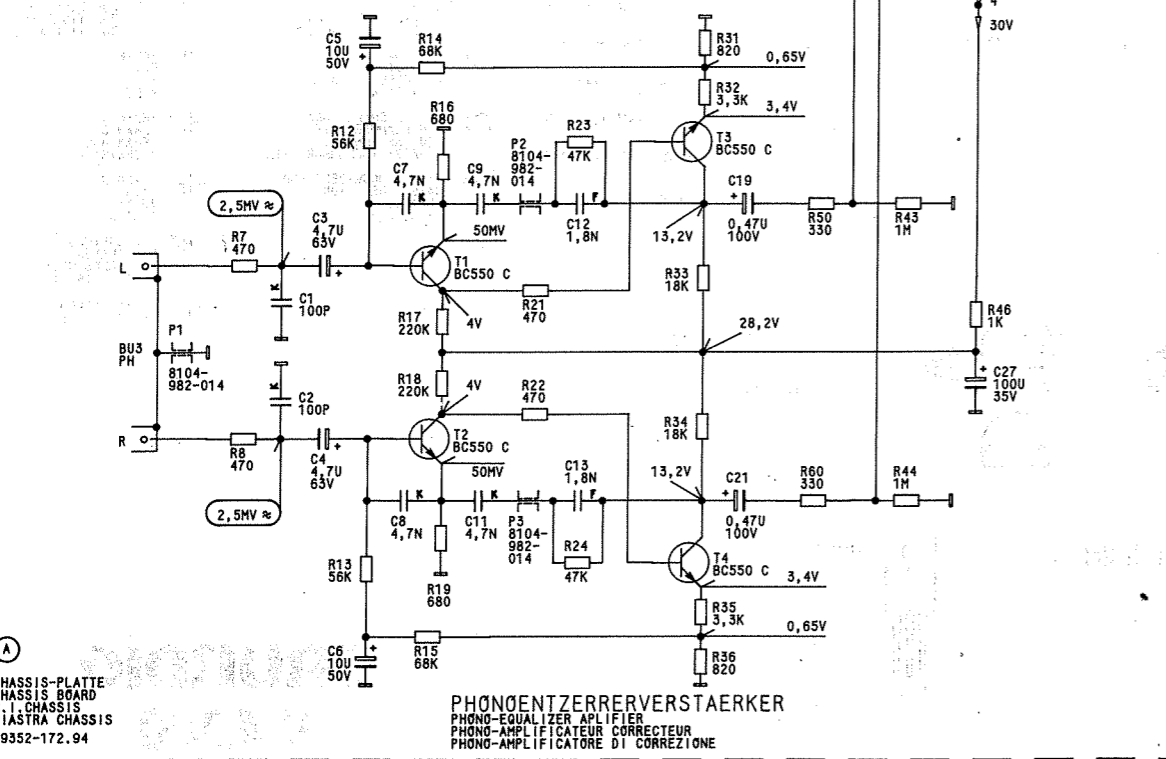 4
30V
C5
10U
50V
R14
68K
R31
820
0,65V
R32
3,3K
3,4V
R16
680
R12
56K
R23
47K
P2
8104-
982-
014
T3
BC550 C
C7
4,7N
K
C9
4,7N
K
F
C12
1,8N
C19
0,47U
100V
R50
330
R43
1M
2,5MV ≈
C3
4,7U
63V
50MV
13,2V
R7
470
L
T1
BC550 C
R33
18K
K
C1
100P
R17
220K
4V
R21
470
28,2V
R46
1K
P1
8104-
982-014
BU3
PH
C27
100U
35V
R18
220K
4V
R22
470
K
C2
100P
R34
18K
R
R8
470
C4
4,7U
63V
T2
BC550 C
50MV
C13
1,8N
F
13,2V
C21
0,47U
100V
R60
330
R44
1M
2,5MV ≈
C8
4,7N
K
C11
4,7N
K
P3
8104-
982-
014
R24
47K
T4
BC550 C
3,4V
R13
56K
R19
680
R35
3,3K
0,65V
C6
10U
50V
R15
68K
R36
820
A
HASSIS-PLATTE
HASSIS BOARD
.I.CHASSIS
IASTRA CHASSIS
9352-172.94
PHONOENTZERRERVERSTAERKER
PHONO-EQUALIZER APLIFIER
PHONO-AMPLIFICATEUR CORRECTEUR
PHONO-AMPLIFICATORE DI CORREZIONE